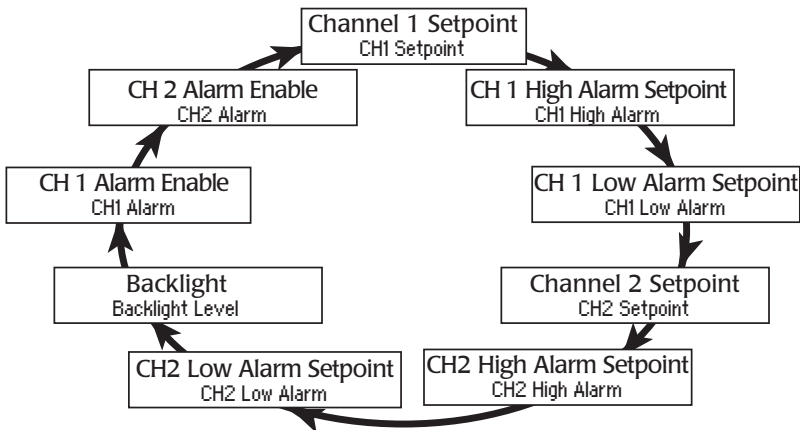 Channel 1 Setpoint
CH1 Setpoint
CH 1 High Alarm Setpoint
CH1 High Alarm
CH 1 Low Alarm Setpoint
CH1 Low Alarm
Channel 2 Setpoint
CH2 Setpoint
CH2 High Alarm Setpoint
CH2 High Alarm
CH2 Low Alarm Setpoint
CH2 Low Alarm
Backlight
Backlight Level
CH 1 Alarm Enable
CH1 Alarm
CH 2 Alarm Enable
CH2 Alarm